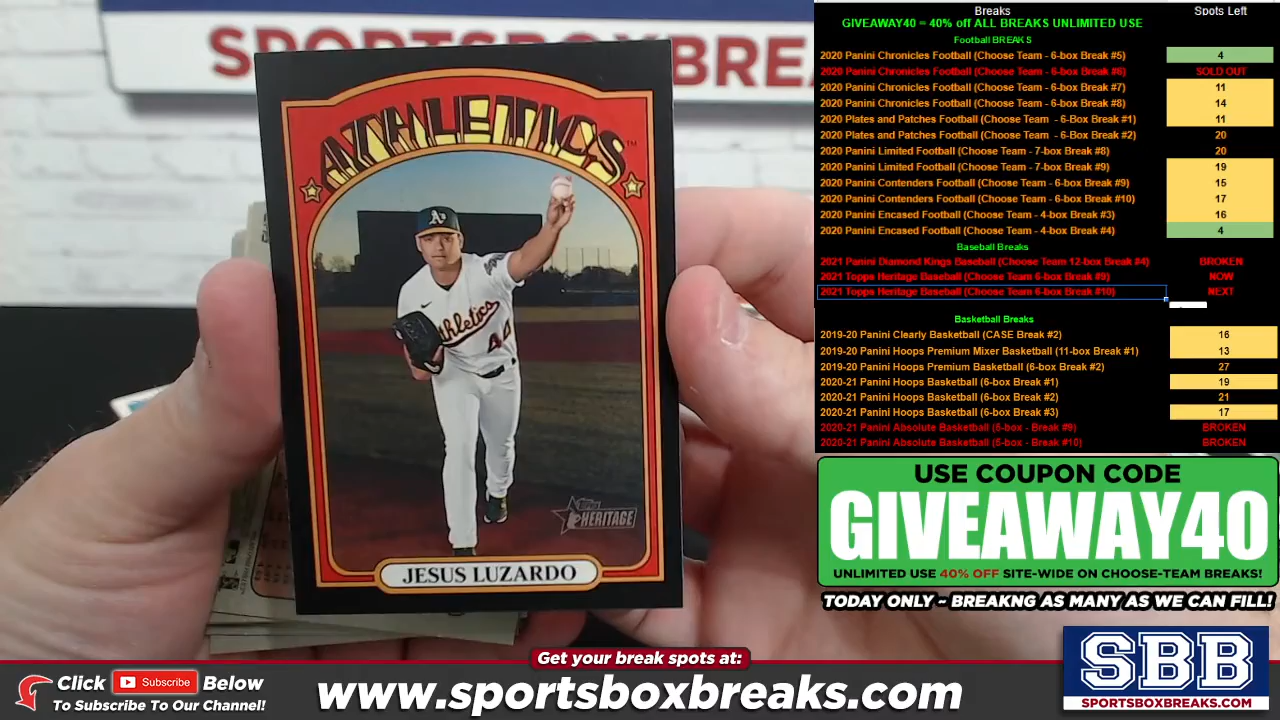 SPORTSBOXBREA
ATHLETICS™
A's
Athletics
44
Topps
HERITAGE
JESUS LUZARDO
Breaks Spots Left
GIVEAWAY40 = 40% off ALL BREAKS UNLIMITED USE
Football BREAKS
2020 Panini Chronicles Football (Choose Team - 6-box Break #5) 4
2020 Panini Chronicles Football (Choose Team - 6-box Break #6) SOLD OUT
2020 Panini Chronicles Football (Choose Team - 6-box Break #7) 11
2020 Panini Chronicles Football (Choose Team - 6-box Break #8) 14
2020 Plates and Patches Football (Choose Team - 6-Box Break #1) 11
2020 Plates and Patches Football (Choose Team - 6-Box Break #2) 20
2020 Panini Limited Football (Choose Team - 7-box Break #8) 20
2020 Panini Limited Football (Choose Team - 7-box Break #9) 19
2020 Panini Contenders Football (Choose Team - 6-box Break #9) 15
2020 Panini Contenders Football (Choose Team - 6-box Break #10) 17
2020 Panini Encased Football (Choose Team - 4-box Break #3) 16
2020 Panini Encased Football (Choose Team - 4-box Break #4) 4
Baseball Breaks
2021 Panini Diamond Kings Baseball (Choose Team 12-box Break #4) BROKEN
2021 Topps Heritage Baseball (Choose Team 6-box Break #9) NOW
2021 Topps Heritage Baseball (Choose Team 6-box Break #10) NEXT
Basketball Breaks
2019-20 Panini Clearly Basketball (CASE Break #2) 16
2019-20 Panini Hoops Premium Mixer Basketball (11-box Break #1) 13
2019-20 Panini Hoops Premium Basketball (6-box Break #2) 27
2020-21 Panini Hoops Basketball (6-box Break #1) 19
2020-21 Panini Hoops Basketball (6-box Break #2) 21
2020-21 Panini Hoops Basketball (6-box Break #3) 17
2020-21 Panini Absolute Basketball (5-box - Break #9) BROKEN
2020-21 Panini Absolute Basketball (5-box - Break #10) BROKEN
USE COUPON CODE
GIVEAWAY40
UNLIMITED USE 40% OFF SITE-WIDE ON CHOOSE-TEAM BREAKS!
TODAY ONLY ~ BREAKNG AS MANY AS WE CAN FILL!
Get your break spots at:
Click Subscribe Below
To Subscribe To Our Channel!
www.sportsboxbreaks.com
SBB
SPORTSBOXBREAKS.COM